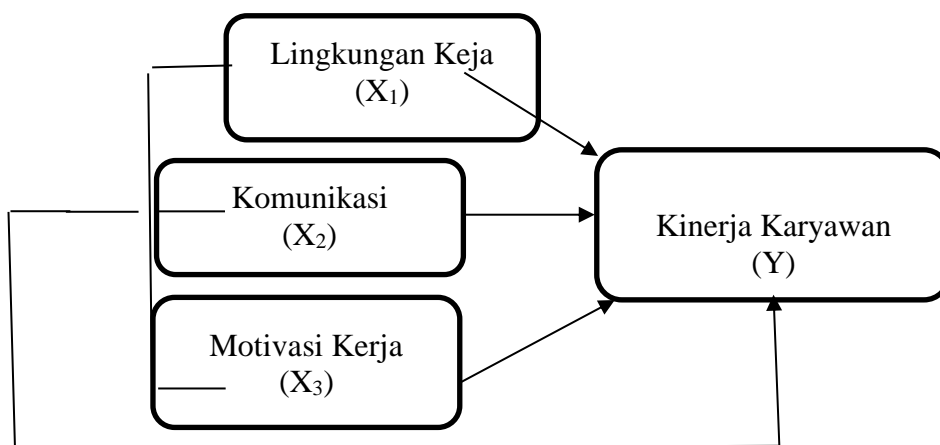 Lingkungan Keja
(X₁)
Komunikasi
(X₂)
Motivasi Kerja
(X₃)
Kinerja Karyawan
(Y)